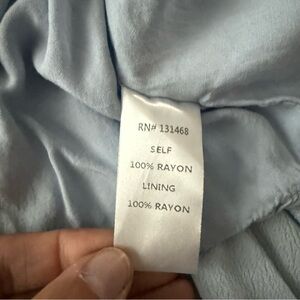 RN# 131468
SELF
100% RAYON
LINING
100% RAYON